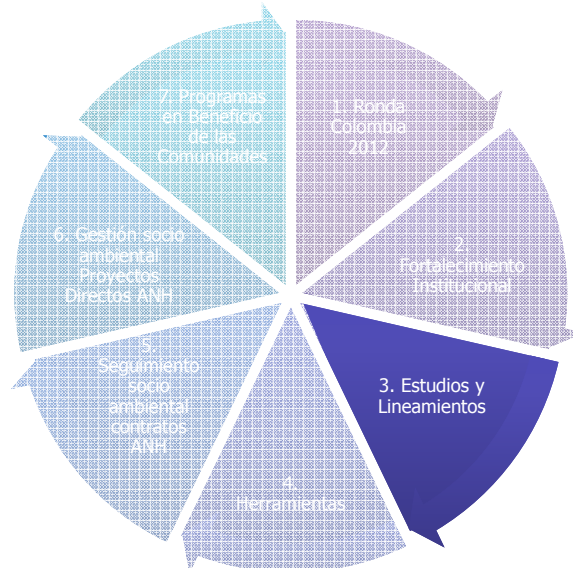 1. Ronda
Colombia
2012
2.
Fortalecimiento
Institucional
3. Estudios y
Lineamientos
4.
Herramientas
5.
Seguimiento
socio
ambiental
contratos
ANH
6. Gestión socio
ambiental
Proyectos
Directos ANH
7. Programas
en Beneficio
de las
Comunidades